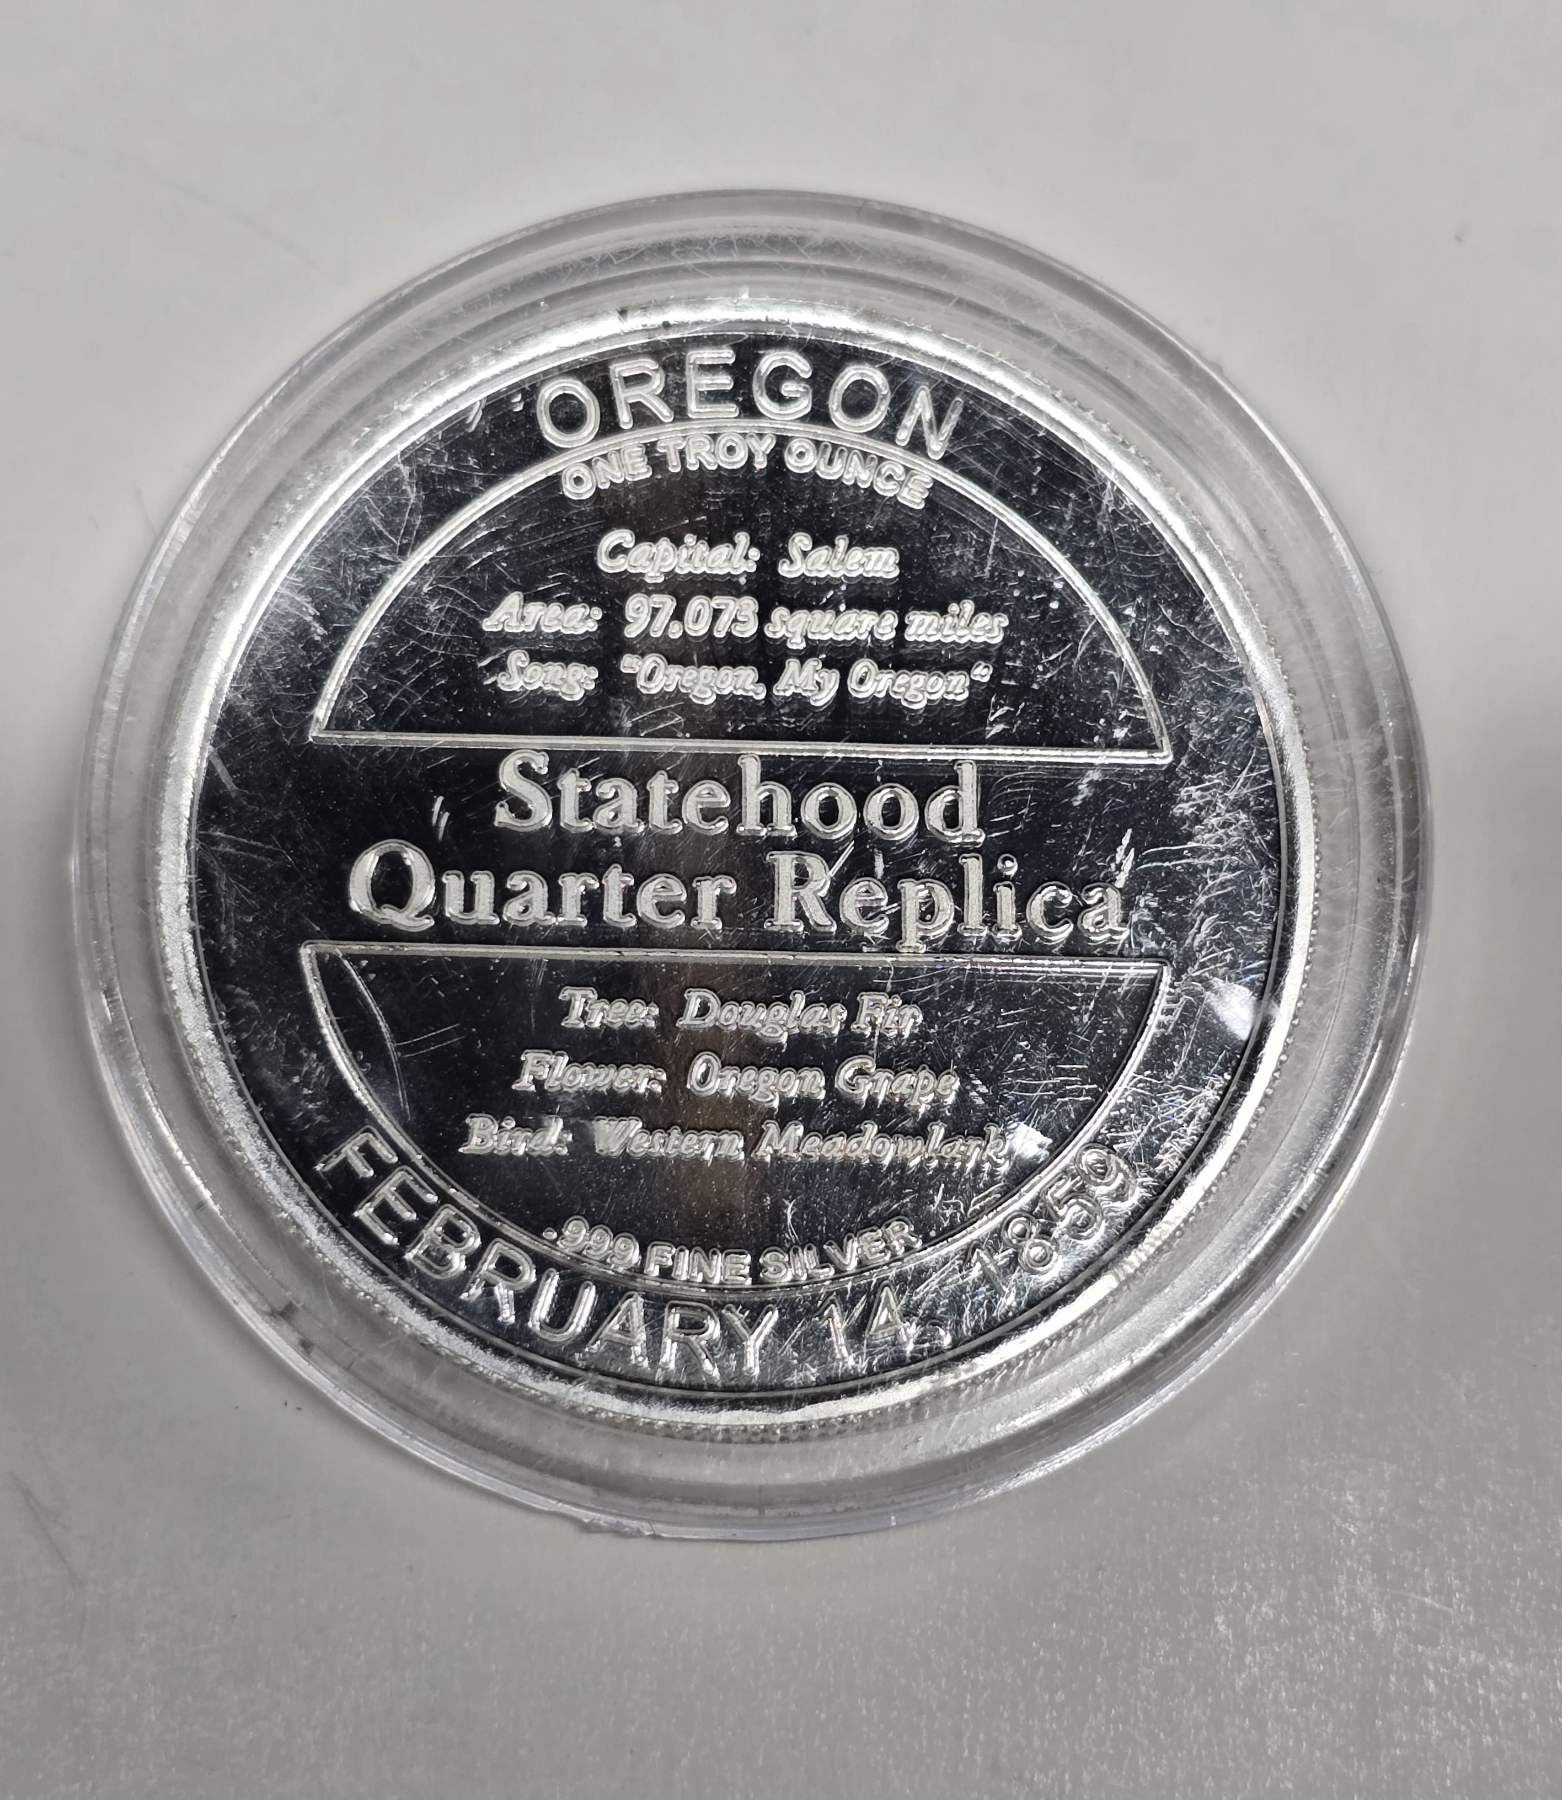 OREGON
ONE TROY OUNCE
Capital: Salem
Area: 97.073 square miles
Song: "Oregon, My Oregon"
Statehood
Quarter Replica
Tree: Douglas Fir
Flower: Oregon Grape
Bird: Western Meadowlark
.999 FINE SILVER
FEBRUARY 14, 1859